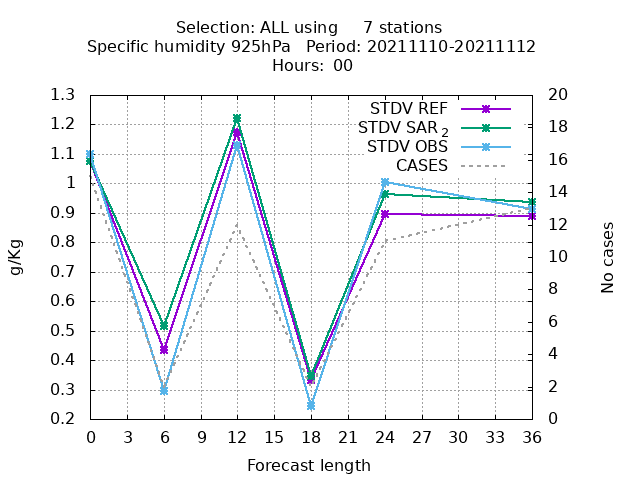 Selection: ALL using     7 stations
Specific humidity 925hPa   Period: 20211110-20211112
Hours:  00
1.3
1.2
1.1
1
0.9
0.8
0.7
0.6
0.5
0.4
0.3
0.2
g/Kg
STDV REF
STDV SAR 2
STDV OBS
CASES
20
18
16
14
12
10
8
6
4
2
0
No cases
0 3 6 9 12 15 18 21 24 27 30 33 36
Forecast length